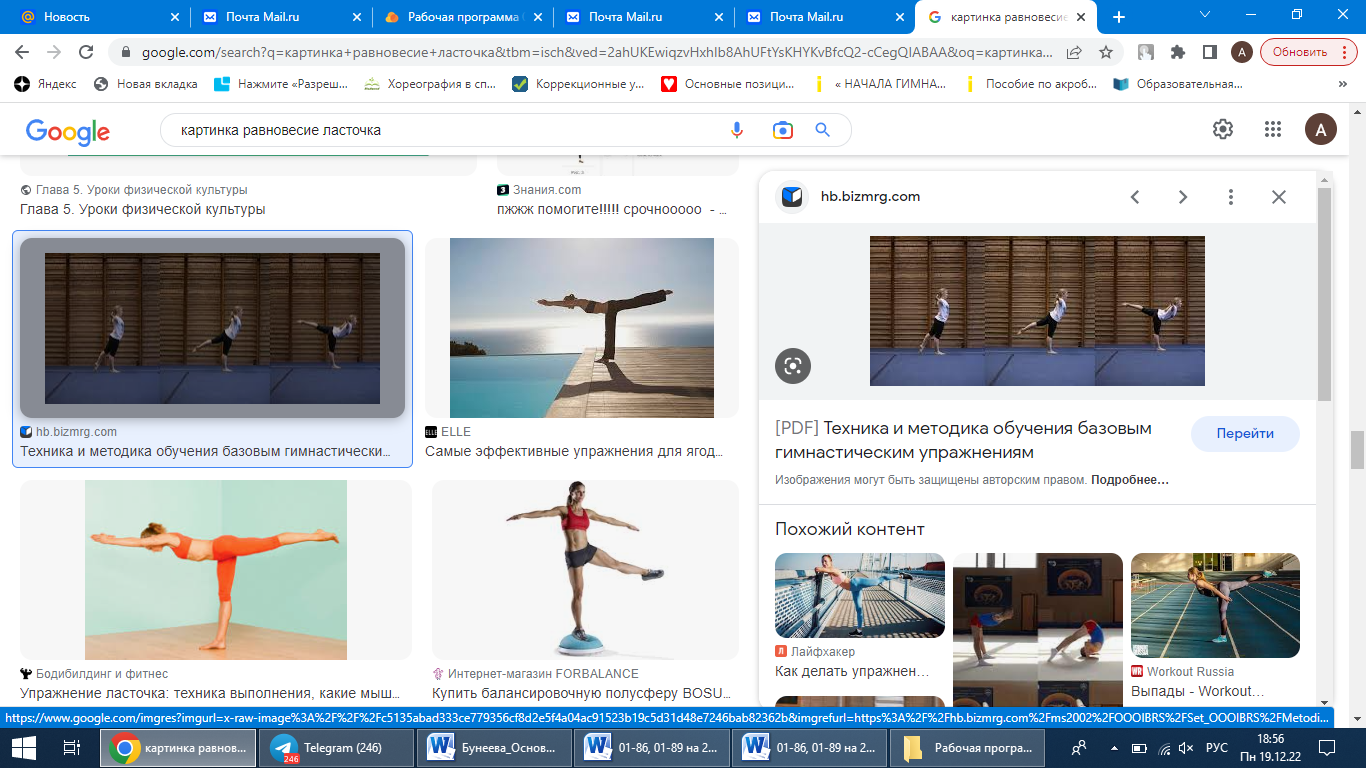 Новость
Почта Mail.ru
Рабочая программа
Почта Mail.ru
Почта Mail.ru
картинка равновесие
google.com/search?q=картинка+равновесие+ласточка&tbm=isch&ved=2ahUKEwiqzvHxhIb8AhUFtYsKHYKvBfcQ2-cCegQIABAA&oq=картинка...
A
Обновить
Яндекс
Новая вкладка
Нажмите «Разреш...
Хореография в сп...
Коррекционные у...
Основные позици...
« НАЧАЛА ГИМНА...
Пособие по акроб...
Образовательная...
Google
картинка равновесие ласточка
A
Глава 5. Уроки физической культуры
Глава 5. Уроки физической культуры
Знания.com
пжжж помогите!!!!! срочнооооо - ...
hb.bizmrg.com
Техника и методика обучения базовым гимнастически...
ELLE
ELLE
Самые эффективные упражнения для ягод...
Бодибилдинг и фитнес
Упражнение ласточка: техника выполнения, какие мыш...
Интернет-магазин FORBALANCE
Купить балансировочную полусферу BOSU...
hb.bizmrg.com
[PDF] Техника и методика обучения базовым
гимнастическим упражнениям
Перейти
Изображения могут быть защищены авторским правом. Подробнее...
Похожий контент
Лайфхакер
Как делать упражнен...
WR
Workout Russia
Выпады - Workout...
https://www.google.com/imgres?imgurl=x-raw-image%3A%2F%2F%2Fc5135abad333ce779356cf8d2e5f4a04ac91523b19c5d31d48e7246bab82362b&imgrefurl=https%3A%2F%2Fhb.bizmrg.com%2Fms2002%2FOOOIBRS%2FSet_OOOIBRS%2FMetodi...
картинка равнов...
Telegram (246)
246
Бунеева_Основ...
01-86, 01-89 на 2...
01-86, 01-89 на 2...
Рабочая програ...
РУС
18:56
Пн 19.12.22